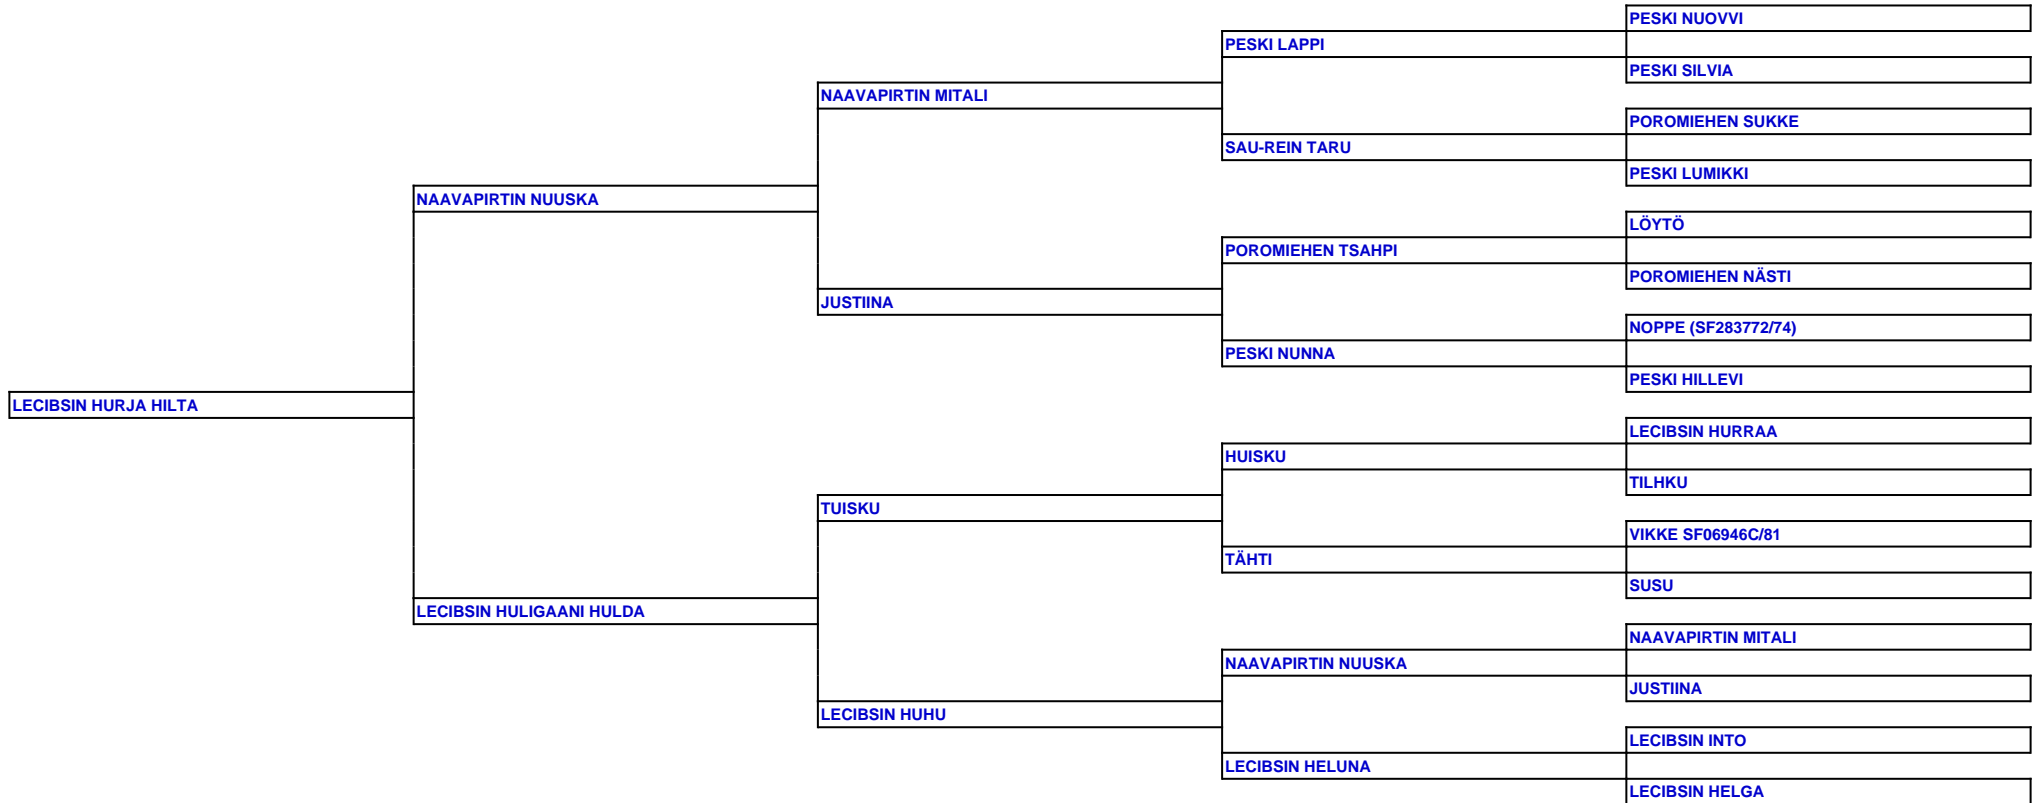 PESKI NUOVVI
PESKI LAPPI
PESKI SILVIA
NAAVAPIRTIN MITALI
POROMIEHEN SUKKE
SAU-REIN TARU
PESKI LUMIKKI
NAAVAPIRTIN NUUSKA
LÖYTÖ
POROMIEHEN TSAHPI
POROMIEHEN NÄSTI
JUSTIINA
NOPPE (SF283772/74)
PESKI NUNNA
PESKI HILLEVI
LECIBSIN HURJA HILTA
LECIBSIN HURRAA
HUISKU
TILHKU
TUISKU
VIKKE SF06946C/81
TÄHTI
SUSU
LECIBSIN HULIGAANI HULDA
NAAVAPIRTIN MITALI
NAAVAPIRTIN NUUSKA
JUSTIINA
LECIBSIN HUHU
LECIBSIN INTO
LECIBSIN HELUNA
LECIBSIN HELGA